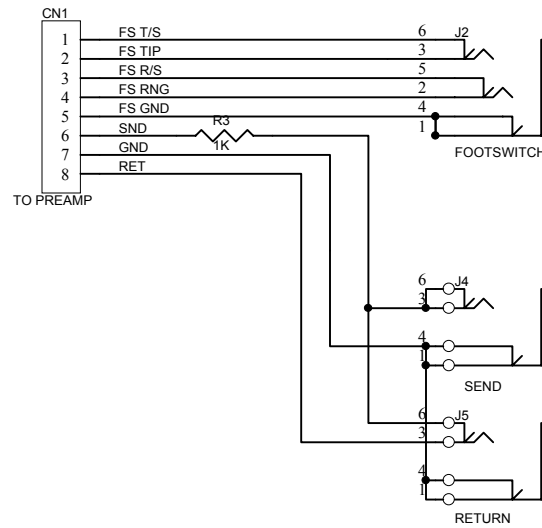 CN1
1 FS T/S 6 J2
2 FS TIP 3
3 FS R/S 5
4 FS RNG 2
5 FS GND 4
6 SND R3 1K 1
7 GND FOOTSWITCH
8 RET
TO PREAMP
6 J4
3
4
1
SEND
6 J5
3
4
1
RETURN